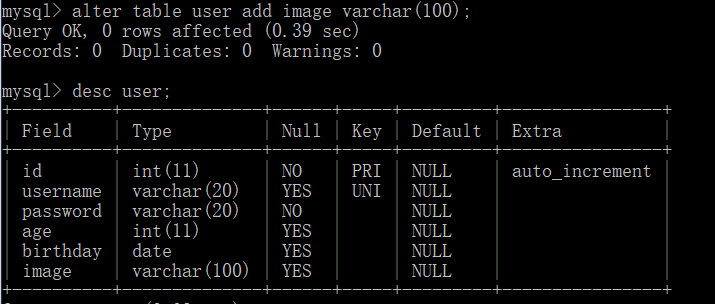 mysql> alter table user add image varchar(100);
Query OK, 0 rows affected (0.39 sec)
Records: 0  Duplicates: 0  Warnings: 0
mysql> desc user;
+----------+--------------+------+-----+---------+----------------+
| Field    | Type         | Null | Key | Default | Extra          |
+----------+--------------+------+-----+---------+----------------+
| id       | int(11)      | NO   | PRI | NULL    | auto_increment |
| username | varchar(20)  | YES  | UNI | NULL    |                |
| password | varchar(20)  | NO   |     | NULL    |                |
| age      | int(11)      | YES  |     | NULL    |                |
| birthday | date         | YES  |     | NULL    |                |
| image    | varchar(100) | YES  |     | NULL    |                |
+----------+--------------+------+-----+---------+----------------+